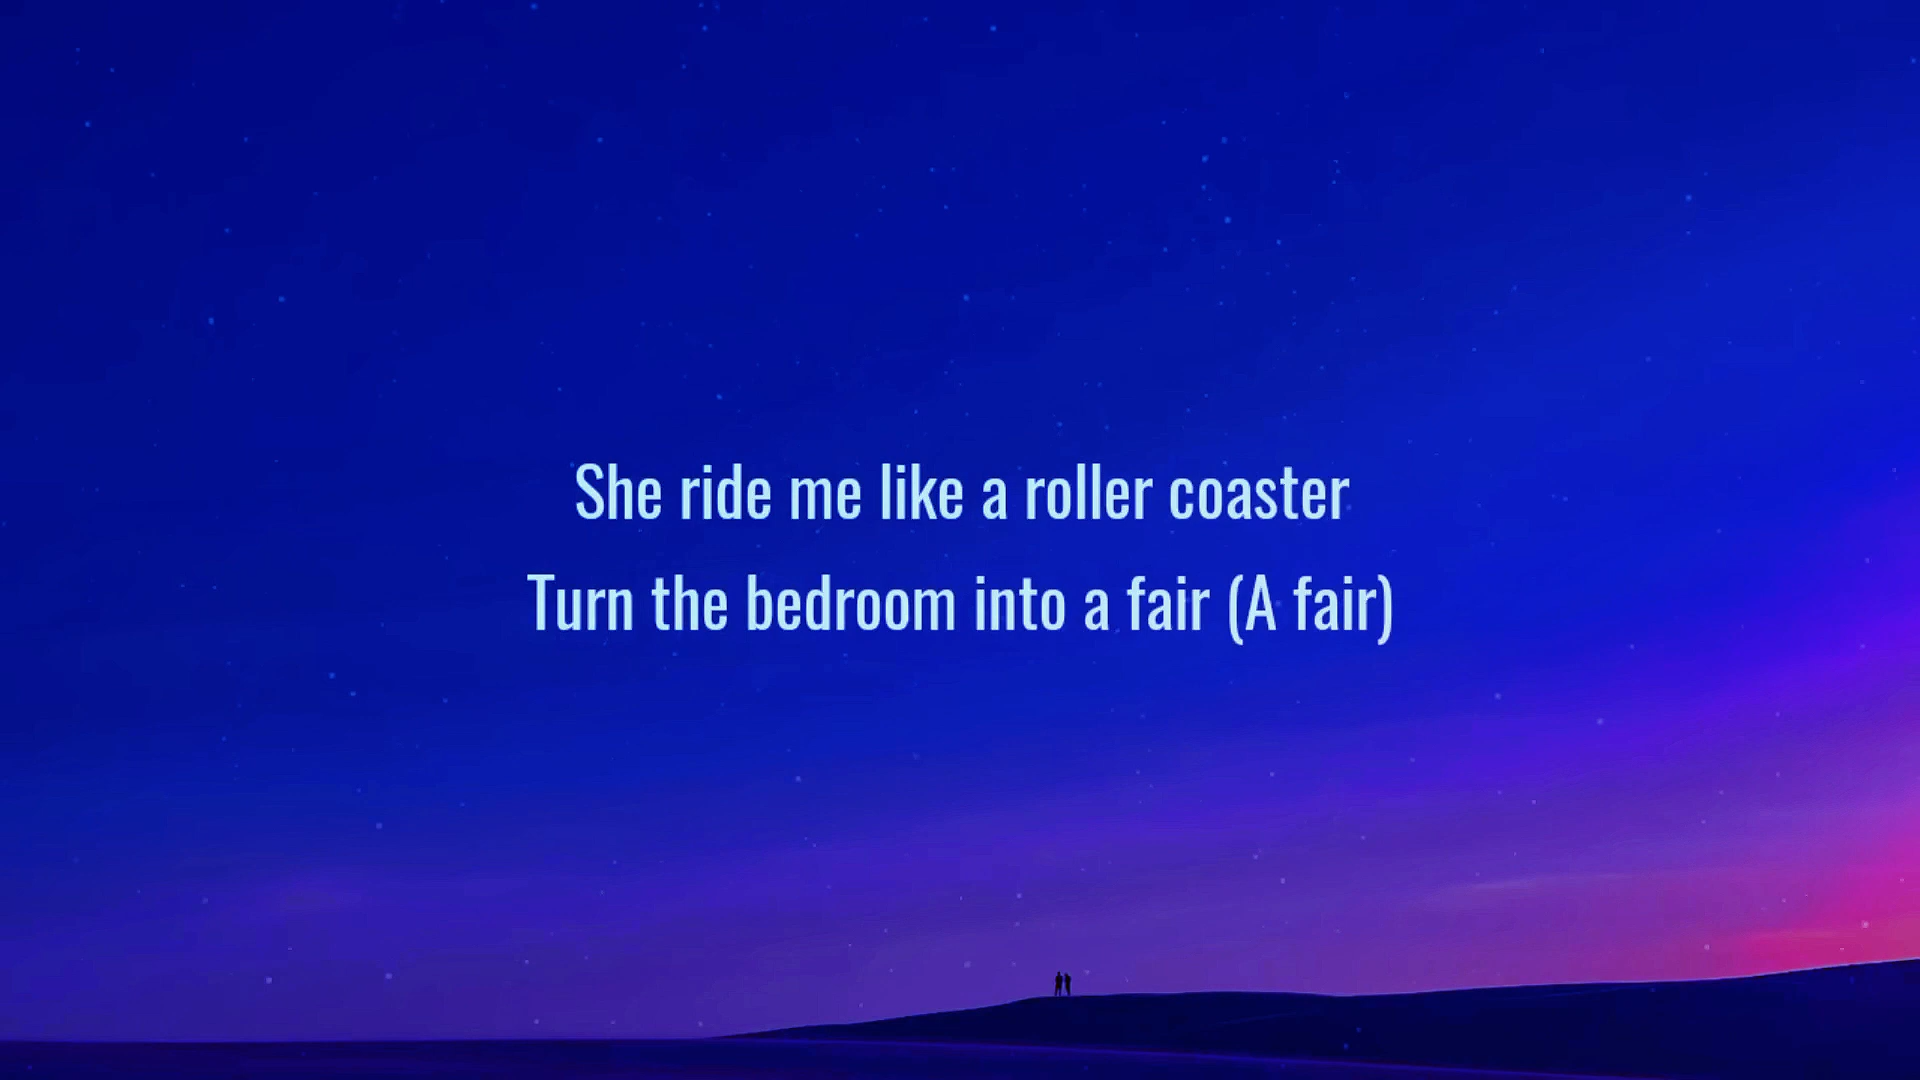 She ride me like a roller coaster
Turn the bedroom into a fair (A fair)